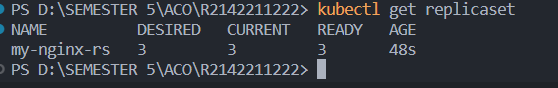 PS D:\SEMESTER 5\ACO\R2142211222> kubectl get replicaset
NAME DESIRED CURRENT READY AGE
my-nginx-rs 3 3 3 48s
PS D:\SEMESTER 5\ACO\R2142211222>